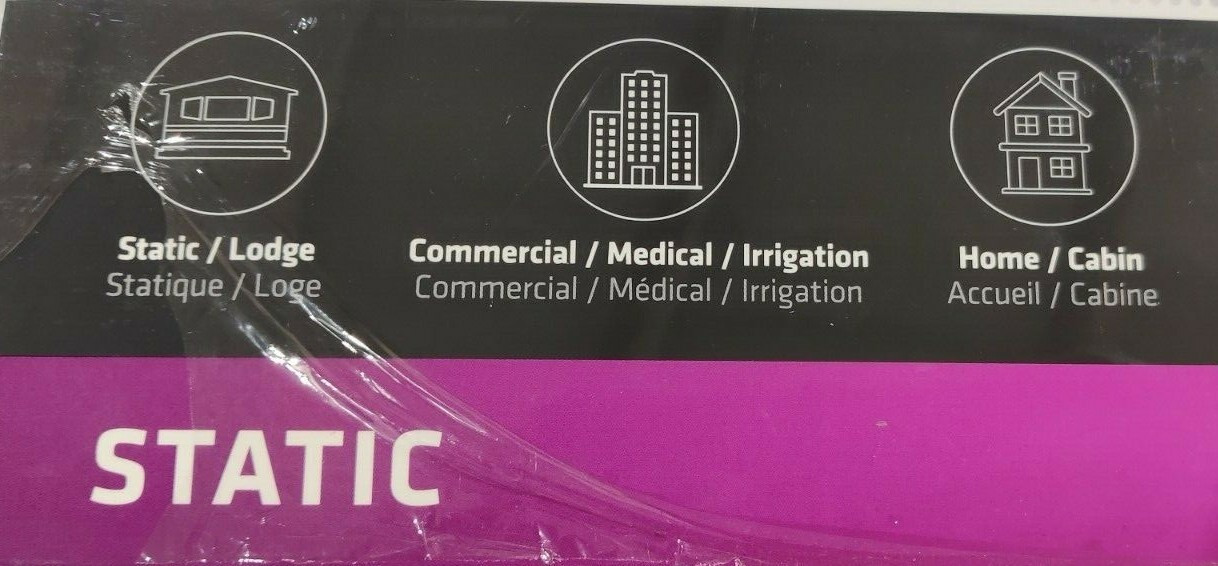 Static / Lodge
Statique / Loge
Commercial / Medical / Irrigation
Commercial / Médical / Irrigation
Home / Cabin
Accueil / Cabine
STATIC